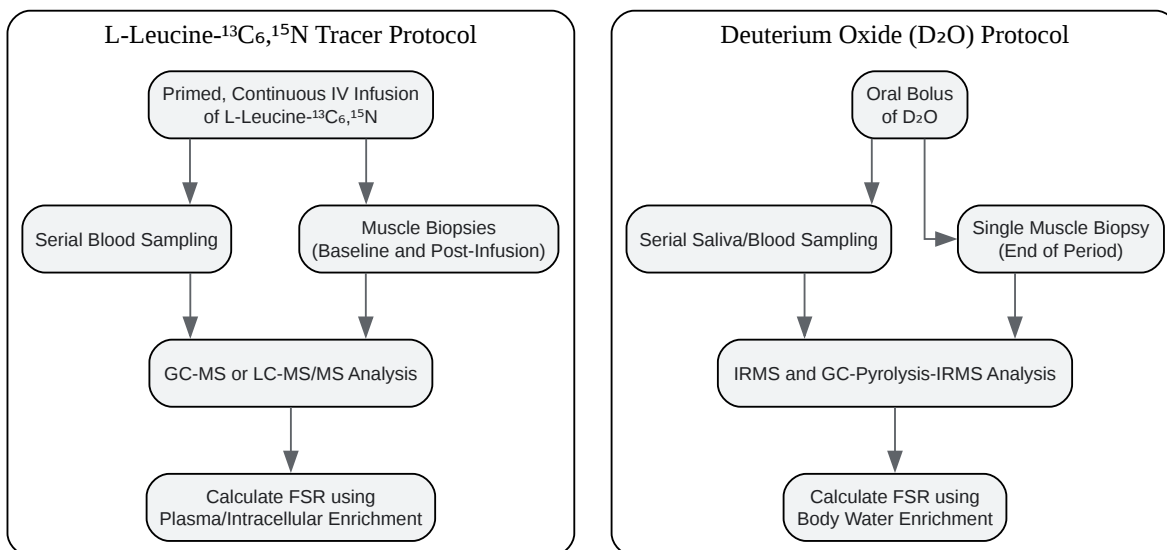 L-Leucine-¹³C₆,¹⁵N Tracer Protocol
Primed, Continuous IV Infusion
of L-Leucine-¹³C₆,¹⁵N
Serial Blood Sampling
Muscle Biopsies
(Baseline and Post-Infusion)
GC-MS or LC-MS/MS Analysis
Calculate FSR using
Plasma/Intracellular Enrichment
Deuterium Oxide (D₂O) Protocol
Oral Bolus
of D₂O
Serial Saliva/Blood Sampling
Single Muscle Biopsy
(End of Period)
IRMS and GC-Pyrolysis-IRMS Analysis
Calculate FSR using
Body Water Enrichment